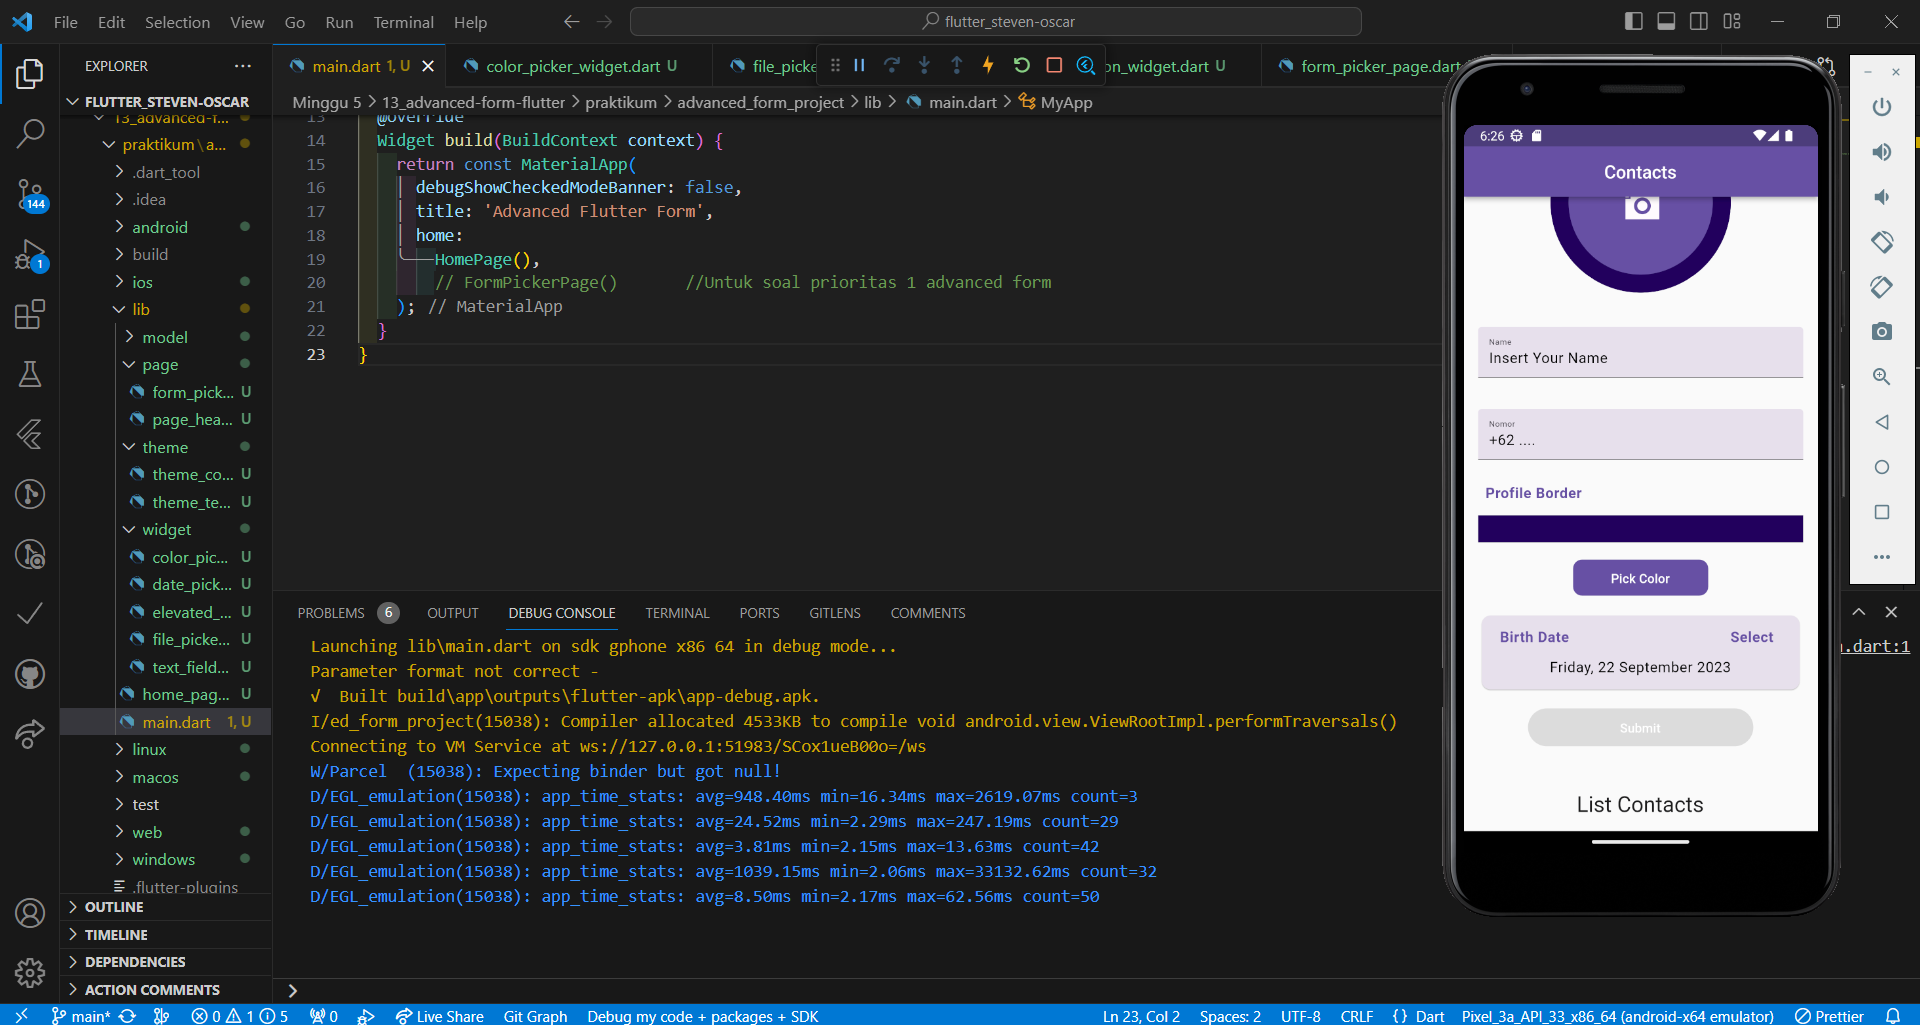 File Edit Selection View Go Run Terminal Help
flutter_steven-oscar
EXPLORER
FLUTTER_STEVEN-OSCAR
13_advanced-f...
praktikum\a...
.dart_tool
.idea
android
build
ios
lib
model
page
form_pick... U
page_hea... U
theme
theme_co... U
theme_te... U
widget
color_pic... U
date_pick... U
elevated_... U
file_picke... U
text_field... U
home_pag... U
main.dart 1, U
linux
macos
test
web
windows
.flutter-plugins
OUTLINE
TIMELINE
DEPENDENCIES
ACTION COMMENTS
144
1
main.dart 1, U
color_picker_widget.dart U
file_picke
on_widget.dart U
form_picker_page.dart
Minggu 5 > 13_advanced-form-flutter > praktikum > advanced_form_project > lib > main.dart > MyApp
13 @override
14 Widget build(BuildContext context) {
15 return const MaterialApp(
16 debugShowCheckedModeBanner: false,
17 title: 'Advanced Flutter Form',
18 home:
19 HomePage(),
20 // FormPickerPage() //Untuk soal prioritas 1 advanced form
21 ); // MaterialApp
22 }
23 }
PROBLEMS 6 OUTPUT DEBUG CONSOLE TERMINAL PORTS GITLENS COMMENTS
Launching lib\main.dart on sdk gphone x86 64 in debug mode...
.dart:1
Parameter format not correct -
√ Built build\app\outputs\flutter-apk\app-debug.apk.
I/ed_form_project(15038): Compiler allocated 4533KB to compile void android.view.ViewRootImpl.performTraversals()
Connecting to VM Service at ws://127.0.0.1:51983/SCox1ueB00o=/ws
W/Parcel (15038): Expecting binder but got null!
D/EGL_emulation(15038): app_time_stats: avg=948.40ms min=16.34ms max=2619.07ms count=3
D/EGL_emulation(15038): app_time_stats: avg=24.52ms min=2.29ms max=247.19ms count=29
D/EGL_emulation(15038): app_time_stats: avg=3.81ms min=2.15ms max=13.63ms count=42
D/EGL_emulation(15038): app_time_stats: avg=1039.15ms min=2.06ms max=33132.62ms count=32
D/EGL_emulation(15038): app_time_stats: avg=8.50ms min=2.17ms max=62.56ms count=50
6:26
Contacts
Name
Insert Your Name
Nomor
+62 ....
Profile Border
Pick Color
Birth Date Select
Friday, 22 September 2023
Submit
List Contacts
main* 0 1 5 0 Live Share Git Graph Debug my code + packages + SDK Ln 23, Col 2 Spaces: 2 UTF-8 CRLF {} Dart Pixel_3a_API_33_x86_64 (android-x64 emulator) Prettier